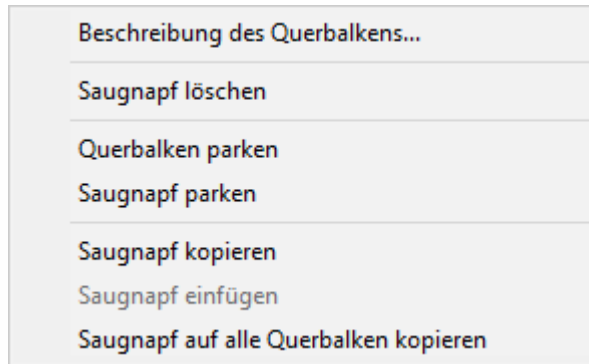 Beschreibung des Querbalkens...
Saugnapf löschen
Querbalken parken
Saugnapf parken
Saugnapf kopieren
Saugnapf einfügen
Saugnapf auf alle Querbalken kopieren